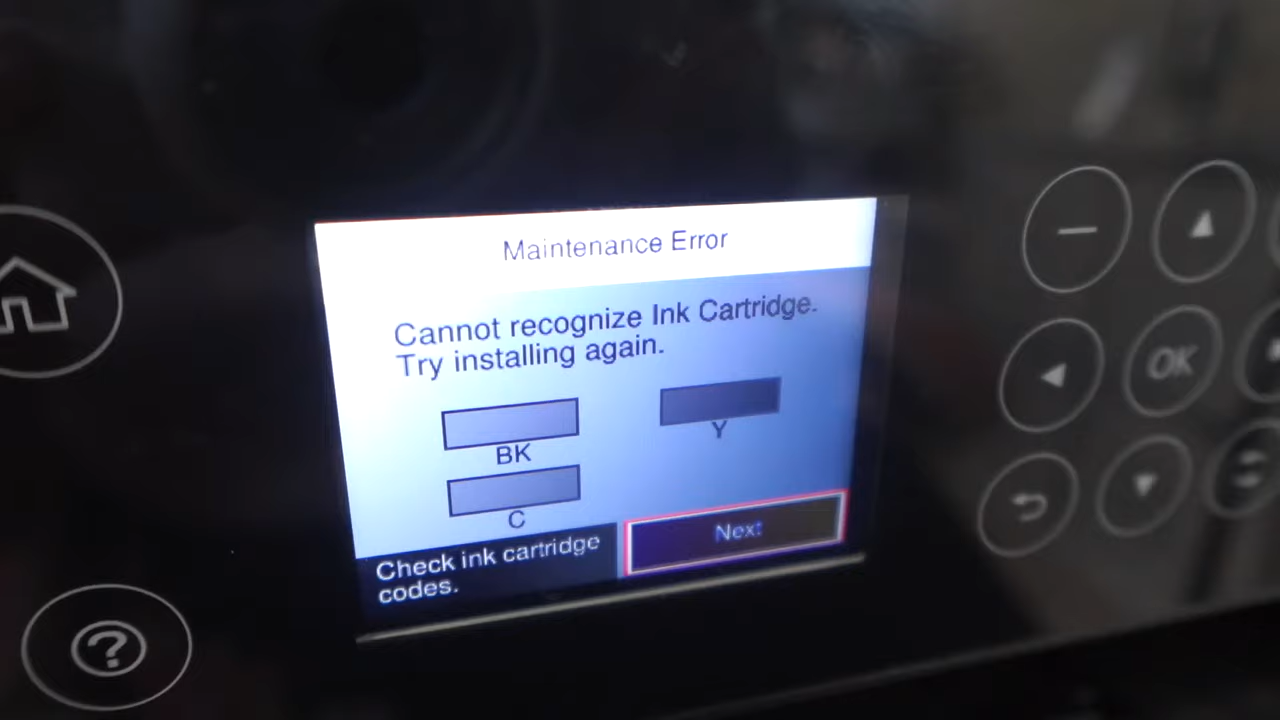 Maintenance Error
Cannot recognize Ink Cartridge.
Try installing again.
BK
Y
C
Check ink cartridge
codes.
Next
OK
?